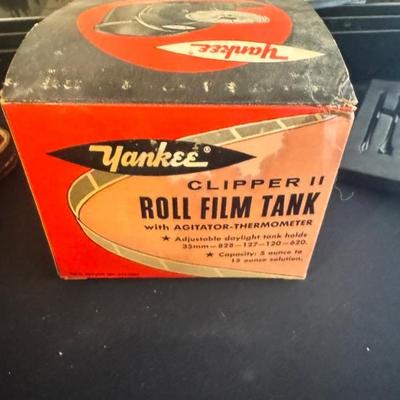 Yankee
Yankee®
CLIPPER II
ROLL FILM TANK
with AGITATOR-THERMOMETER
★ Adjustable daylight tank holds
35mm—828—127—120—620.
★ Capacity: 5 ounce to
15 ounce solution.